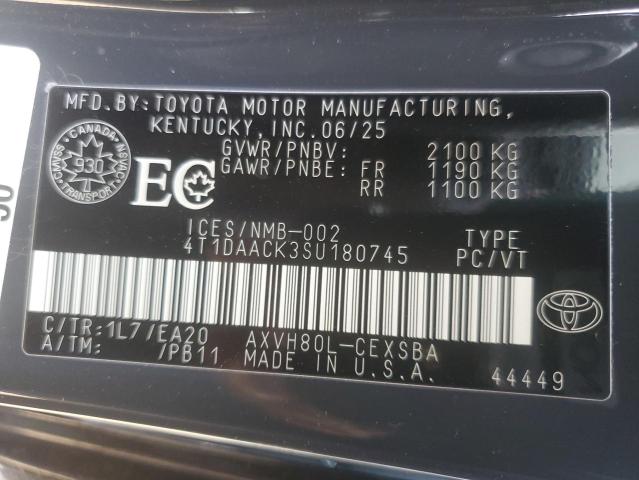 MFD. BY: TOYOTA MOTOR MANUFACTURING,
KENTUCKY, INC. 06/25
GVWR/PNBV: 2100 KG
GAWR/PNBE: FR 1190 KG
RR 1100 KG
CANADA
930
TRANSPORT
CMVSS
NSVAC
EC
ICES/NMB-002
4T1DAACK3SU180745
TYPE
PC/VT
C/TR: 1L7/EA20 AXVH80L-CEXSBA
A/TM: /PB11 MADE IN U.S.A.
44449